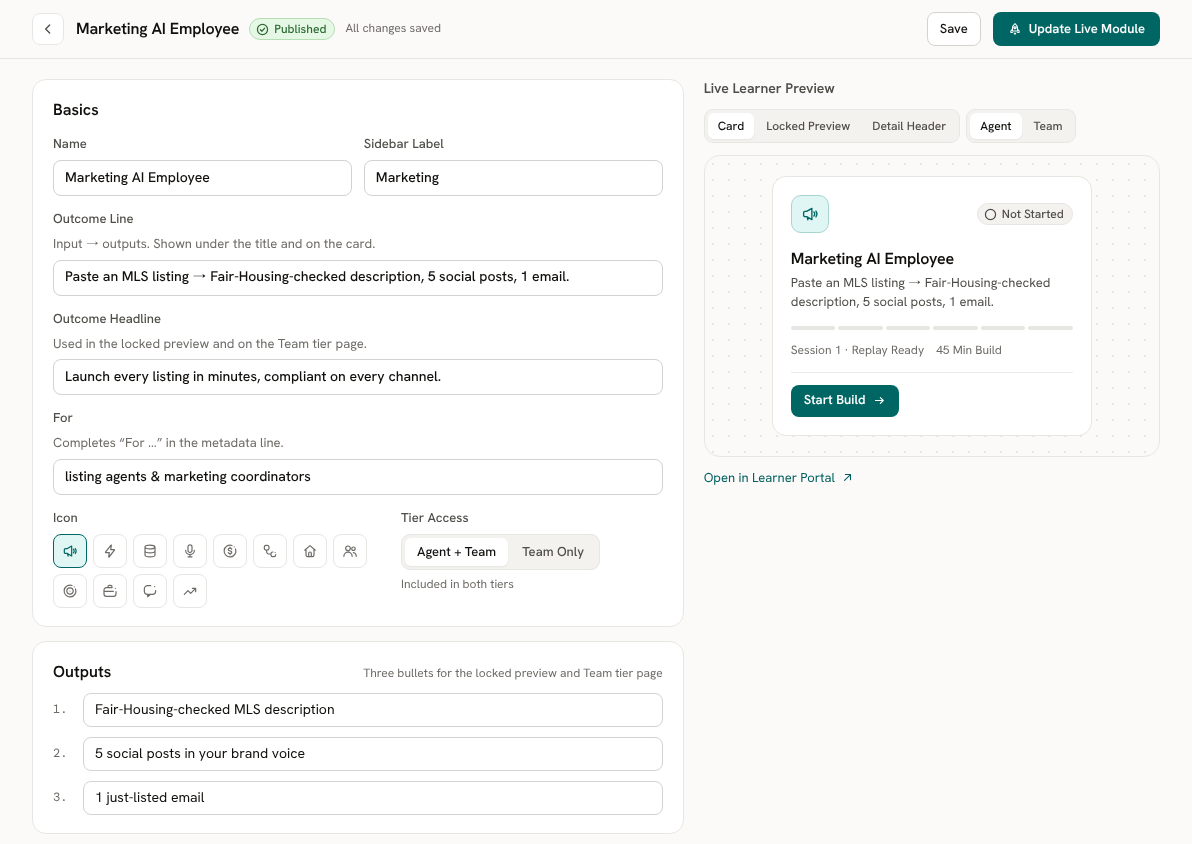 Marketing AI Employee
Published
All changes saved
Save
Update Live Module
Basics
Name
Sidebar Label
Marketing AI Employee
Marketing
Outcome Line
Input → outputs. Shown under the title and on the card.
Paste an MLS listing → Fair-Housing-checked description, 5 social posts, 1 email.
Outcome Headline
Used in the locked preview and on the Team tier page.
Launch every listing in minutes, compliant on every channel.
For
Completes “For …” in the metadata line.
listing agents & marketing coordinators
Icon
Tier Access
Agent + Team
Team Only
Included in both tiers
Outputs
Three bullets for the locked preview and Team tier page
1. Fair-Housing-checked MLS description
2. 5 social posts in your brand voice
3. 1 just-listed email
Live Learner Preview
Card
Locked Preview
Detail Header
Agent
Team
Not Started
Marketing AI Employee
Paste an MLS listing → Fair-Housing-checked
description, 5 social posts, 1 email.
Session 1 · Replay Ready
45 Min Build
Start Build →
Open in Learner Portal ↗